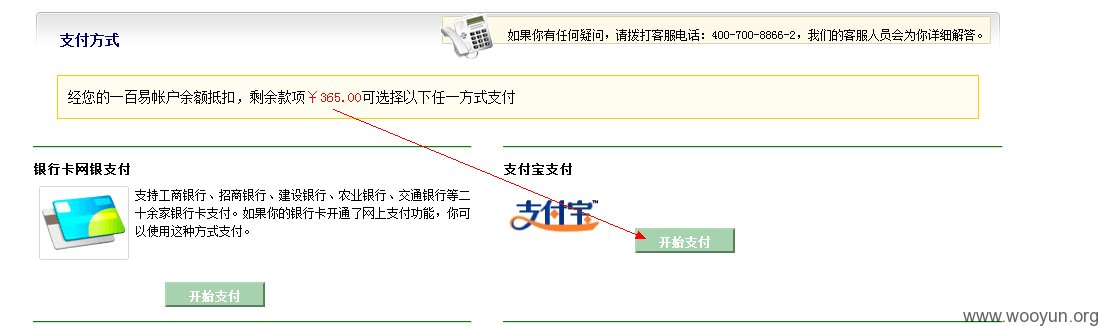 支付方式
如果你有任何疑问，请拨打客服电话：400-700-8866-2，我们的客服人员会为你详细解答。
经您的一百易帐户余额抵扣，剩余款项￥365.00可选择以下任一方式支付
银行卡网银支付
支持工商银行、招商银行、建设银行、农业银行、交通银行等二
十余家银行卡支付。如果你的银行卡开通了网上支付功能，你可
以使用这种方式支付。
开始支付
支付宝支付
支付宝™
开始支付
www.wooyun.org